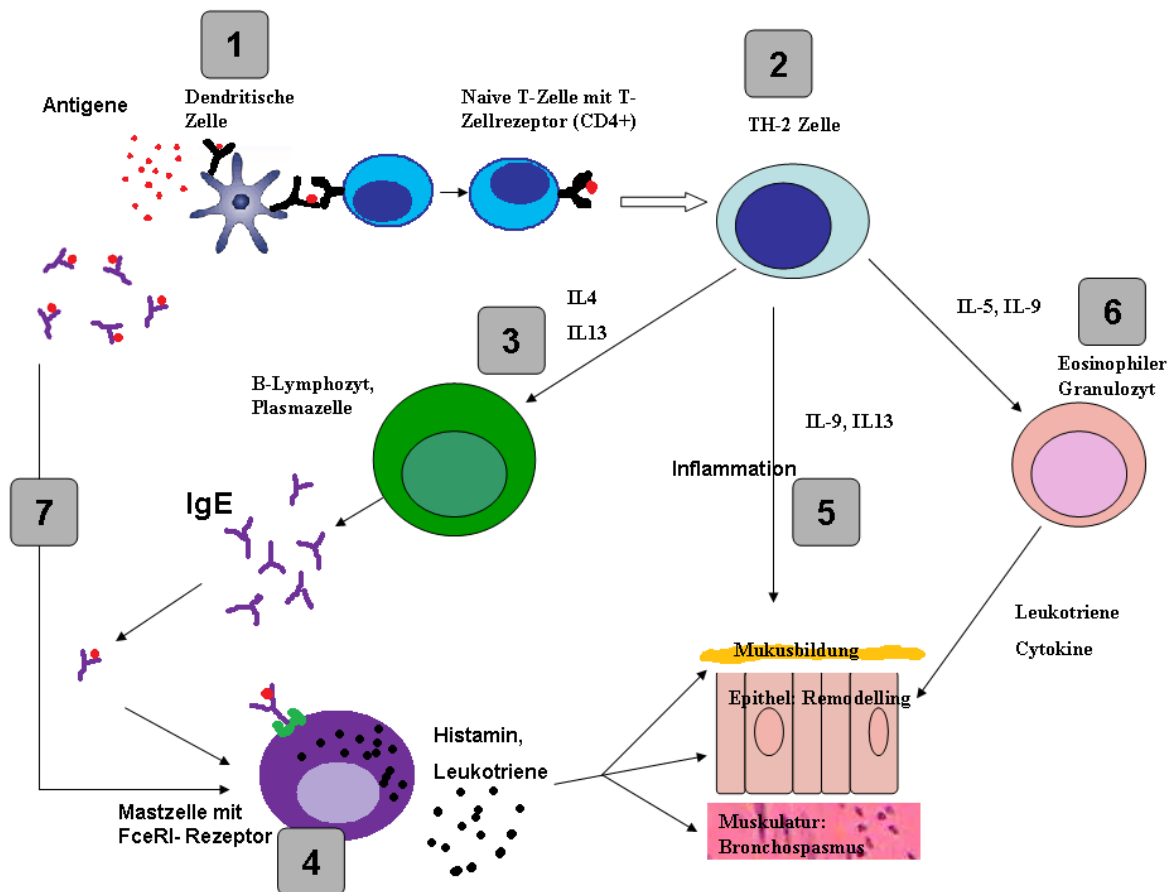 1
Dendritische
Zelle
Antigene
Naive T-Zelle mit T-
Zellrezeptor (CD4+)
2
TH-2 Zelle
IL4
IL13
3
B-Lymphozyt,
Plasmazelle
IL-5, IL-9
6
Eosinophiler
Granulozyt
IL-9, IL13
Inflammation
5
7
IgE
Leukotriene
Cytokine
Mukusbildung
Epithel: Remodelling
Histamin,
Leukotriene
Mastzelle mit
FceRI- Rezeptor
4
Muskulatur:
Bronchospasmus